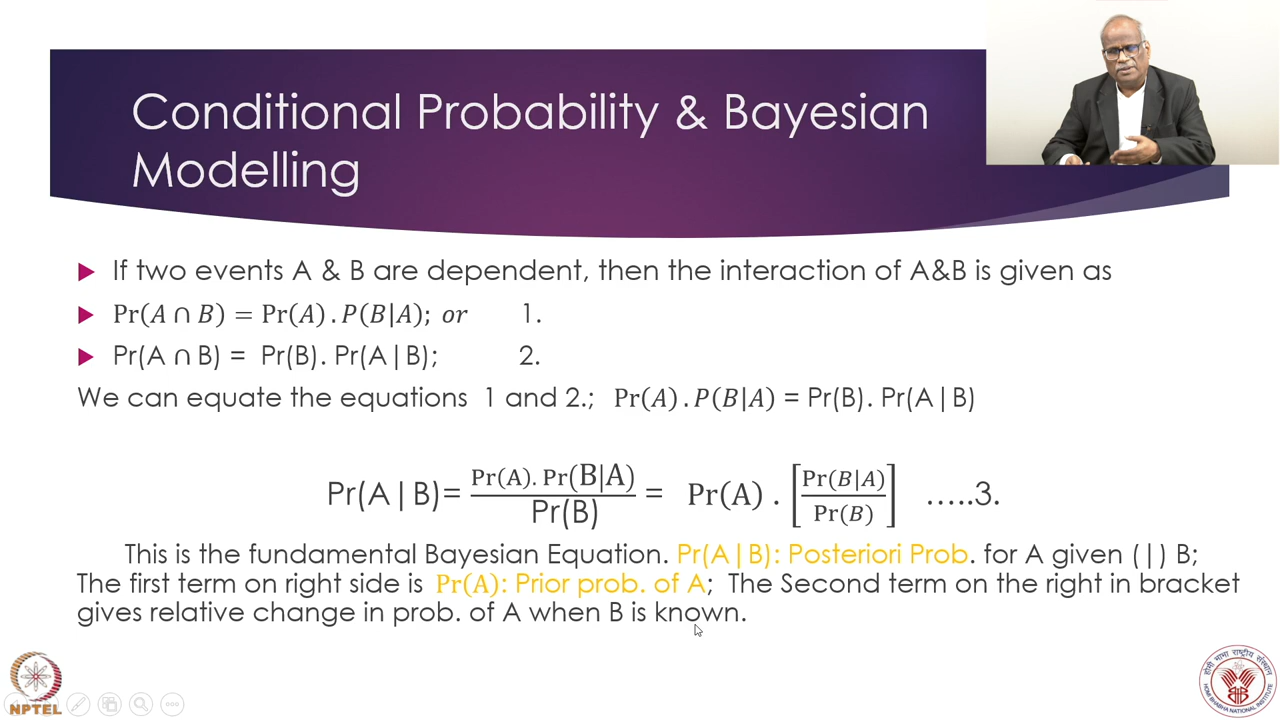 Conditional Probability & Bayesian
Modelling
If two events A & B are dependent, then the interaction of A&B is given as
Pr(A ∩ B) = Pr(A) . P(B|A); or 1.
Pr(A ∩ B) = Pr(B). Pr(A|B); 2.
We can equate the equations 1 and 2.; Pr(A) . P(B|A) = Pr(B). Pr(A|B)
Pr(A|B)= Pr(A). Pr(B|A) / Pr(B) = Pr(A) . [Pr(B|A) / Pr(B)] …..3.
This is the fundamental Bayesian Equation. Pr(A|B): Posteriori Prob. for A given (|) B;
The first term on right side is Pr(A): Prior prob. of A; The Second term on the right in bracket
gives relative change in prob. of A when B is known.
NPTEL
होमी भाभा राष्ट्रीय संस्थान
HOMI BHABHA NATIONAL INSTITUTE